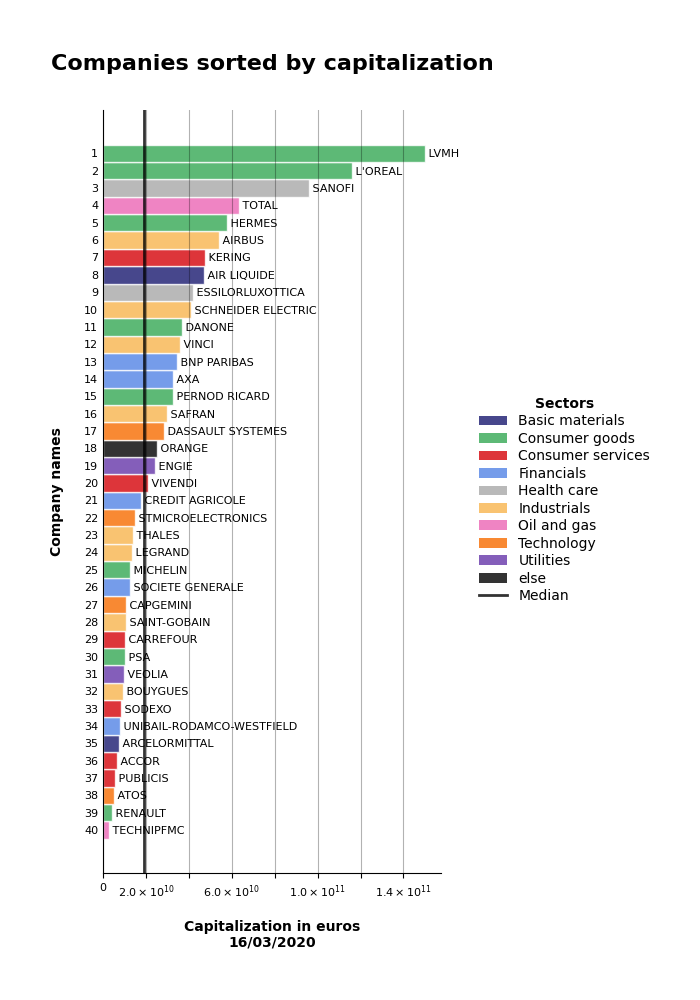 Companies sorted by capitalization
1 LVMH
2 L'OREAL
3 SANOFI
4 TOTAL
5 HERMES
6 AIRBUS
7 KERING
8 AIR LIQUIDE
9 ESSILORLUXOTTICA
10 SCHNEIDER ELECTRIC
11 DANONE
12 VINCI
13 BNP PARIBAS
14 AXA
15 PERNOD RICARD
16 SAFRAN
17 DASSAULT SYSTEMES
18 ORANGE
19 ENGIE
20 VIVENDI
21 CREDIT AGRICOLE
22 STMICROELECTRONICS
23 THALES
24 LEGRAND
25 MICHELIN
26 SOCIETE GENERALE
27 CAPGEMINI
28 SAINT-GOBAIN
29 CARREFOUR
30 PSA
31 VEOLIA
32 BOUYGUES
33 SODEXO
34 UNIBAIL-RODAMCO-WESTFIELD
35 ARCELORMITTAL
36 ACCOR
37 PUBLICIS
38 ATOS
39 RENAULT
40 TECHNIPFMC
Company names
0 2.0 × 10¹⁰ 6.0 × 10¹⁰ 1.0 × 10¹¹ 1.4 × 10¹¹
Capitalization in euros
16/03/2020
Sectors
Basic materials
Consumer goods
Consumer services
Financials
Health care
Industrials
Oil and gas
Technology
Utilities
else
Median